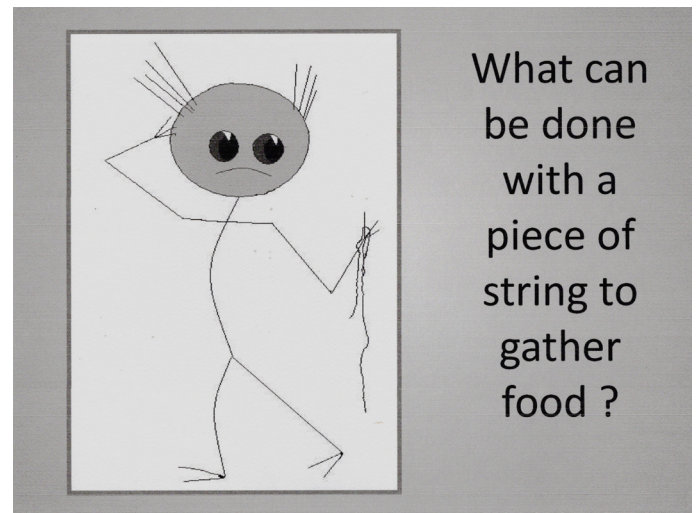 What can
be done
with a
piece of
string to
gather
food ?